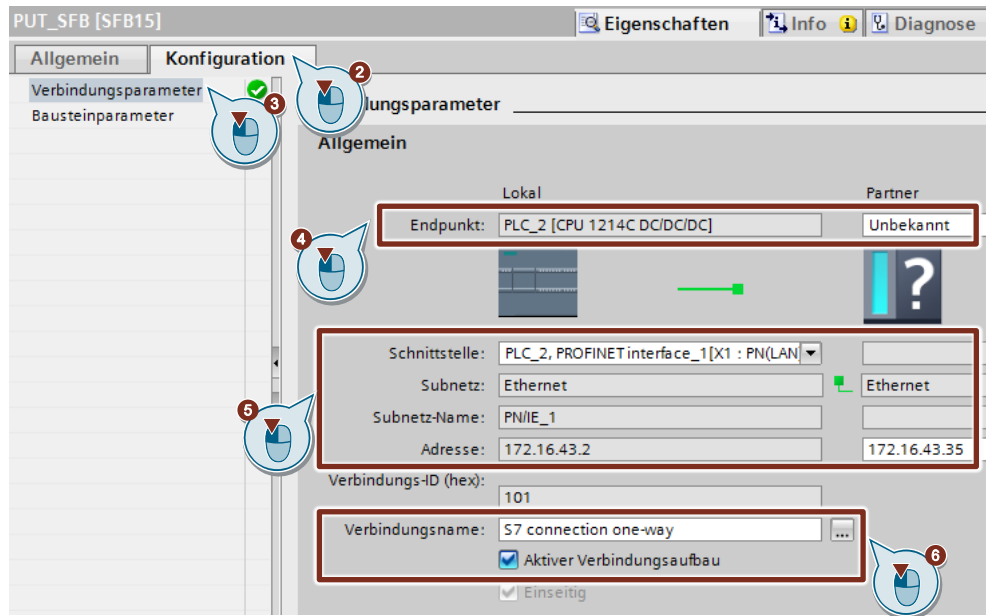 PUT_SFB [SFB15]
Eigenschaften
Info
Diagnose
Allgemein
Konfiguration
2
Verbindungsparameter
3
Bausteinparameter
lungsparameter
Allgemein
Lokal
Partner
Endpunkt:
PLC_2 [CPU 1214C DC/DC/DC]
Unbekannt
4
?
Schnittstelle:
PLC_2, PROFINET interface_1[X1 : PN(LAN)
Subnetz:
Ethernet
Ethernet
5
Subnetz-Name:
PN/IE_1
Adresse:
172.16.43.2
172.16.43.35
Verbindungs-ID (hex):
101
Verbindungsname:
S7 connection one-way
...
6
Aktiver Verbindungsaufbau
Einseitig